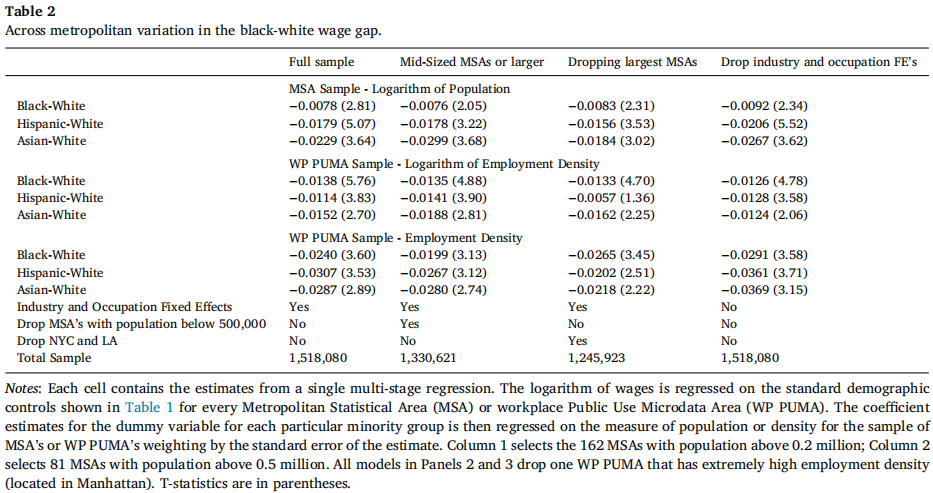 Table 2
Across metropolitan variation in the black-white wage gap.
Full sample Mid-Sized MSAs or larger Dropping largest MSAs Drop industry and occupation FE's
MSA Sample - Logarithm of Population
Black-White −0.0078 (2.81) −0.0076 (2.05) −0.0083 (2.31) −0.0092 (2.34)
Hispanic-White −0.0179 (5.07) −0.0178 (3.22) −0.0156 (3.53) −0.0206 (5.52)
Asian-White −0.0229 (3.64) −0.0299 (3.68) −0.0184 (3.02) −0.0267 (3.62)
WP PUMA Sample - Logarithm of Employment Density
Black-White −0.0138 (5.76) −0.0135 (4.88) −0.0133 (4.70) −0.0126 (4.78)
Hispanic-White −0.0114 (3.83) −0.0141 (3.90) −0.0057 (1.36) −0.0128 (3.58)
Asian-White −0.0152 (2.70) −0.0188 (2.81) −0.0162 (2.25) −0.0124 (2.06)
WP PUMA Sample - Employment Density
Black-White −0.0240 (3.60) −0.0199 (3.13) −0.0265 (3.45) −0.0291 (3.58)
Hispanic-White −0.0307 (3.53) −0.0267 (3.12) −0.0202 (2.51) −0.0361 (3.71)
Asian-White −0.0287 (2.89) −0.0280 (2.74) −0.0218 (2.22) −0.0369 (3.15)
Industry and Occupation Fixed Effects Yes Yes Yes No
Drop MSA's with population below 500,000 No Yes No No
Drop NYC and LA No No Yes No
Total Sample 1,518,080 1,330,621 1,245,923 1,518,080
Notes: Each cell contains the estimates from a single multi-stage regression. The logarithm of wages is regressed on the standard demographic
controls shown in Table 1 for every Metropolitan Statistical Area (MSA) or workplace Public Use Microdata Area (WP PUMA). The coefficient
estimates for the dummy variable for each particular minority group is then regressed on the measure of population or density for the sample of
MSA's or WP PUMA's weighting by the standard error of the estimate. Column 1 selects the 162 MSAs with population above 0.2 million; Column 2
selects 81 MSAs with population above 0.5 million. All models in Panels 2 and 3 drop one WP PUMA that has extremely high employment density
(located in Manhattan). T-statistics are in parentheses.